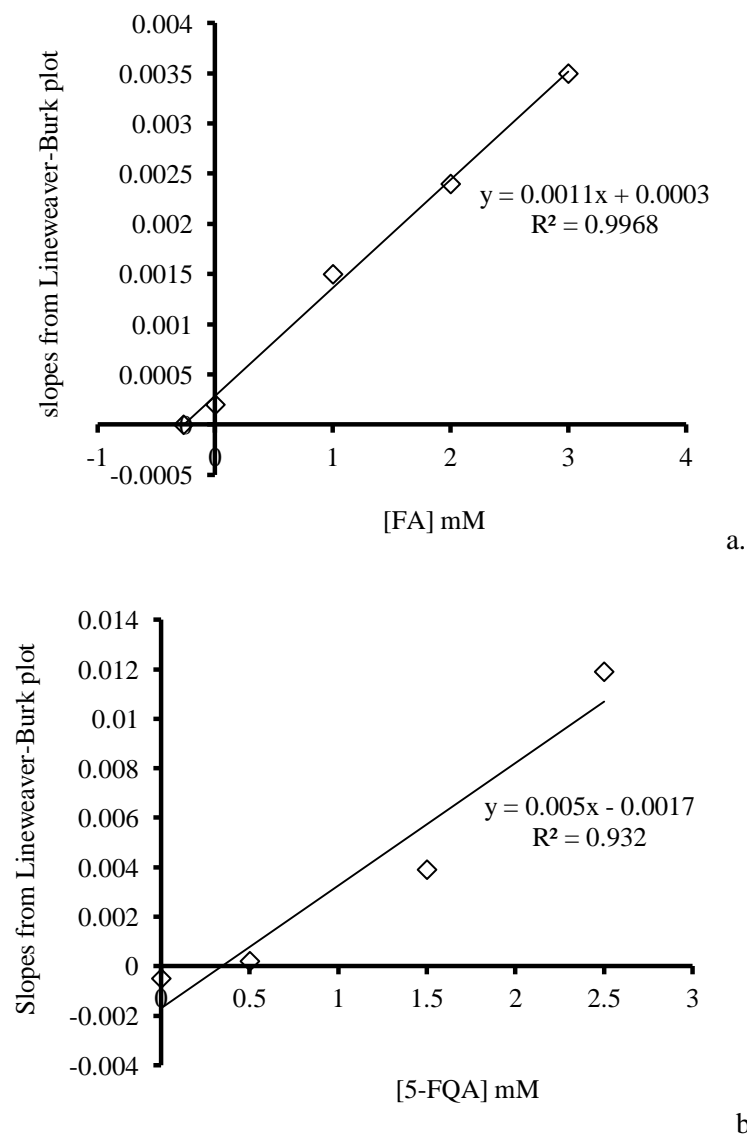 slopes from Lineweaver-Burk plot
0.004
0.0035
0.003
0.0025
0.002
0.0015
0.001
0.0005
0
-0.0005
-1 0 1 2 3 4
y = 0.0011x + 0.0003
R² = 0.9968
[FA] mM
a.
Slopes from Lineweaver-Burk plot
0.014
0.012
0.01
0.008
0.006
0.004
0.002
0
-0.002
-0.004
0 0.5 1 1.5 2 2.5 3
y = 0.005x - 0.0017
R² = 0.932
[5-FQA] mM
b